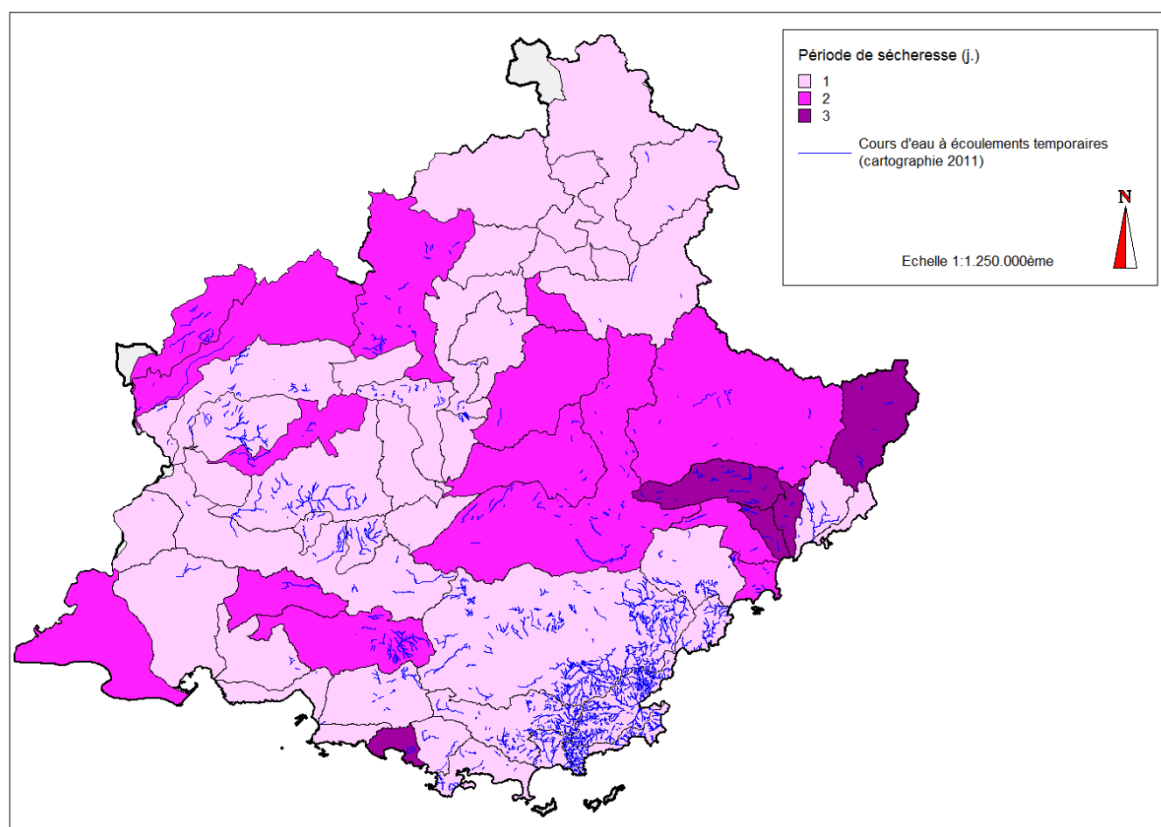 Période de sécheresse (j.)
1
2
3
Cours d'eau à écoulements temporaires
(cartographie 2011)
N
Echelle 1:1.250.000ème